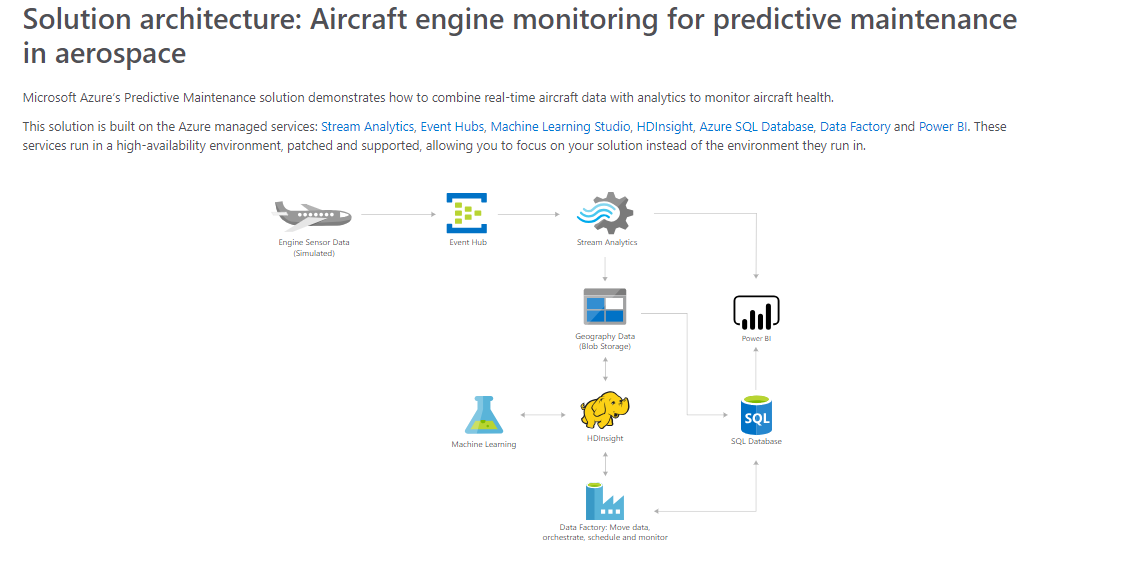 Solution architecture: Aircraft engine monitoring for predictive maintenance
in aerospace
Microsoft Azure's Predictive Maintenance solution demonstrates how to combine real-time aircraft data with analytics to monitor aircraft health.
This solution is built on the Azure managed services: Stream Analytics, Event Hubs, Machine Learning Studio, HDInsight, Azure SQL Database, Data Factory and Power BI. These
services run in a high-availability environment, patched and supported, allowing you to focus on your solution instead of the environment they run in.
Engine Sensor Data
(Simulated)
Event Hub
Stream Analytics
Geography Data
(Blob Storage)
Power BI
Machine Learning
HDInsight
SQL
SQL Database
Data Factory: Move data,
orchestrate, schedule and monitor